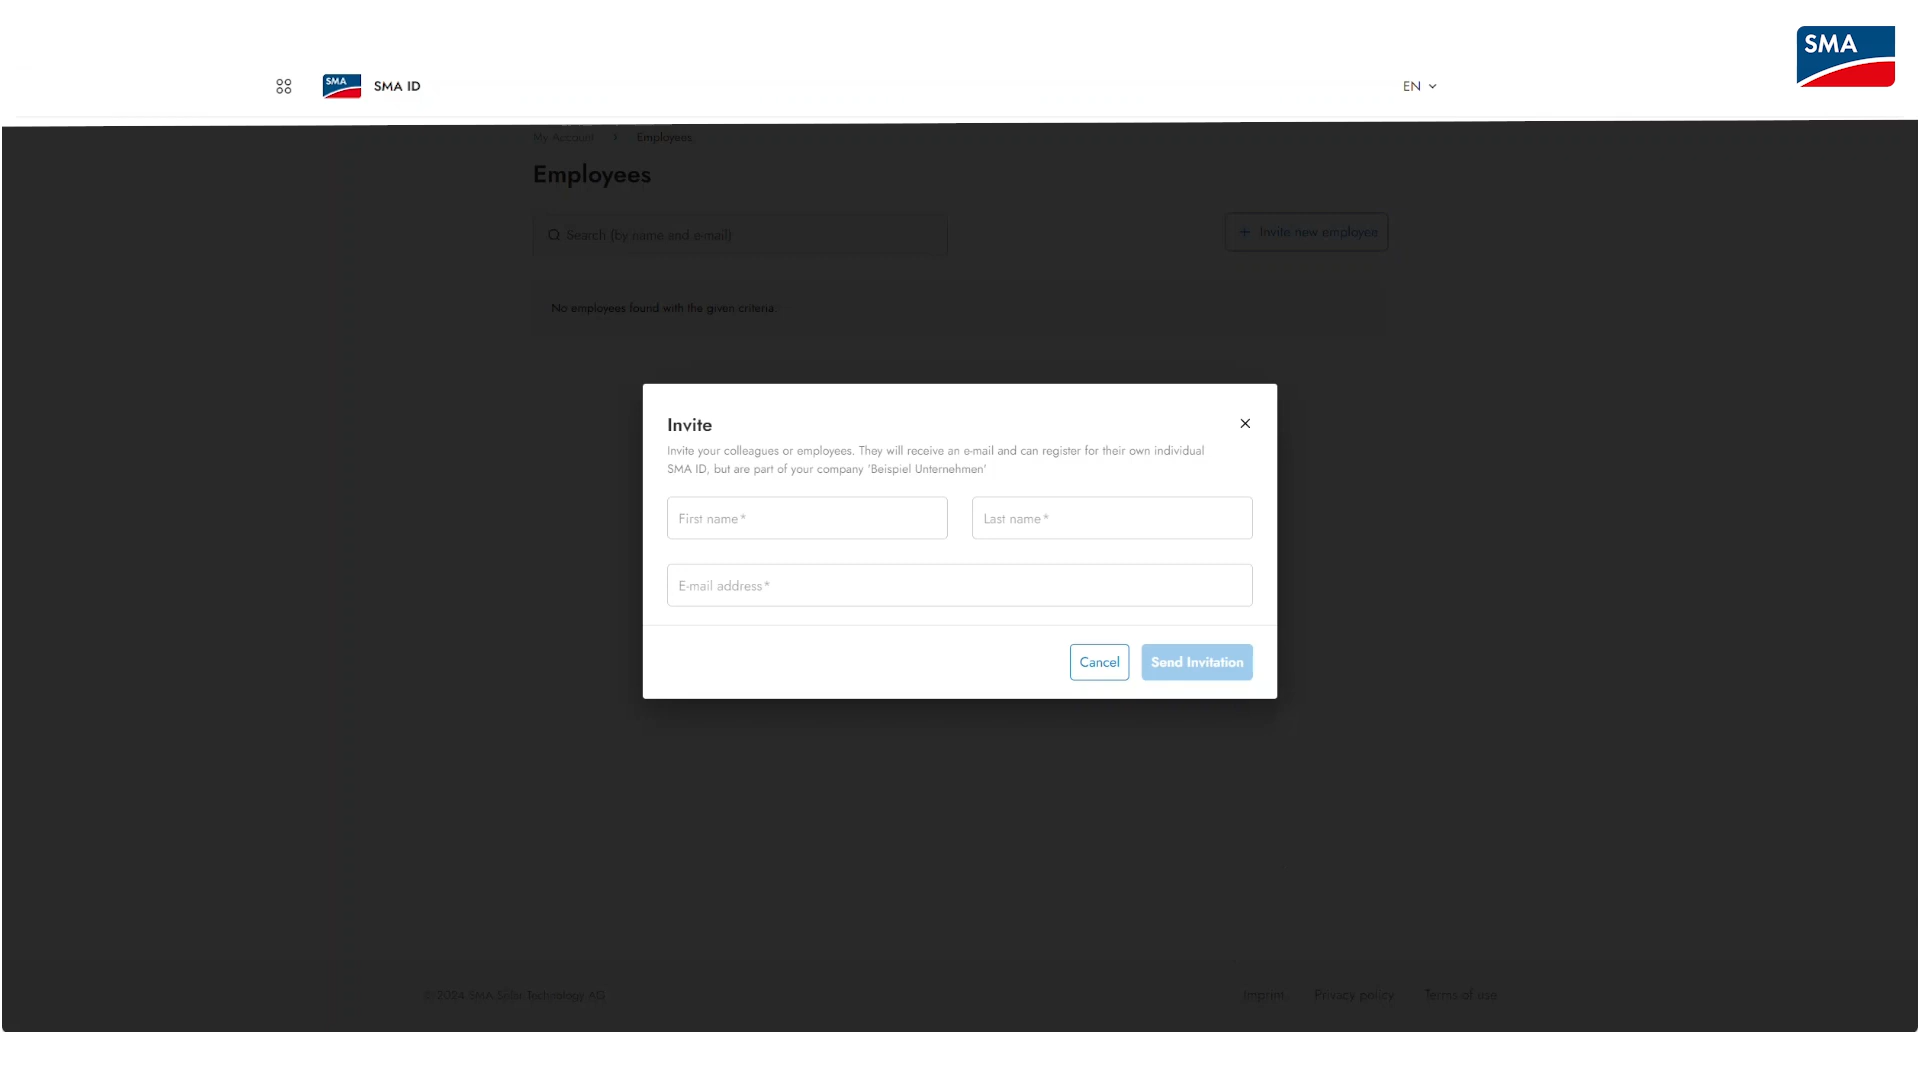 SMA
SMA
SMA ID
EN
My Account > Employees
Employees
Search (by name and e-mail)
+ Invite new employee
No employees found with the given criteria.
Invite
Invite your colleagues or employees. They will receive an e-mail and can register for their own individual
SMA ID, but are part of your company 'Beispiel Unternehmen'
First name*
Last name*
E-mail address*
Cancel
Send Invitation
© 2024 SMA Solar Technology AG
Imprint
Privacy policy
Terms of use